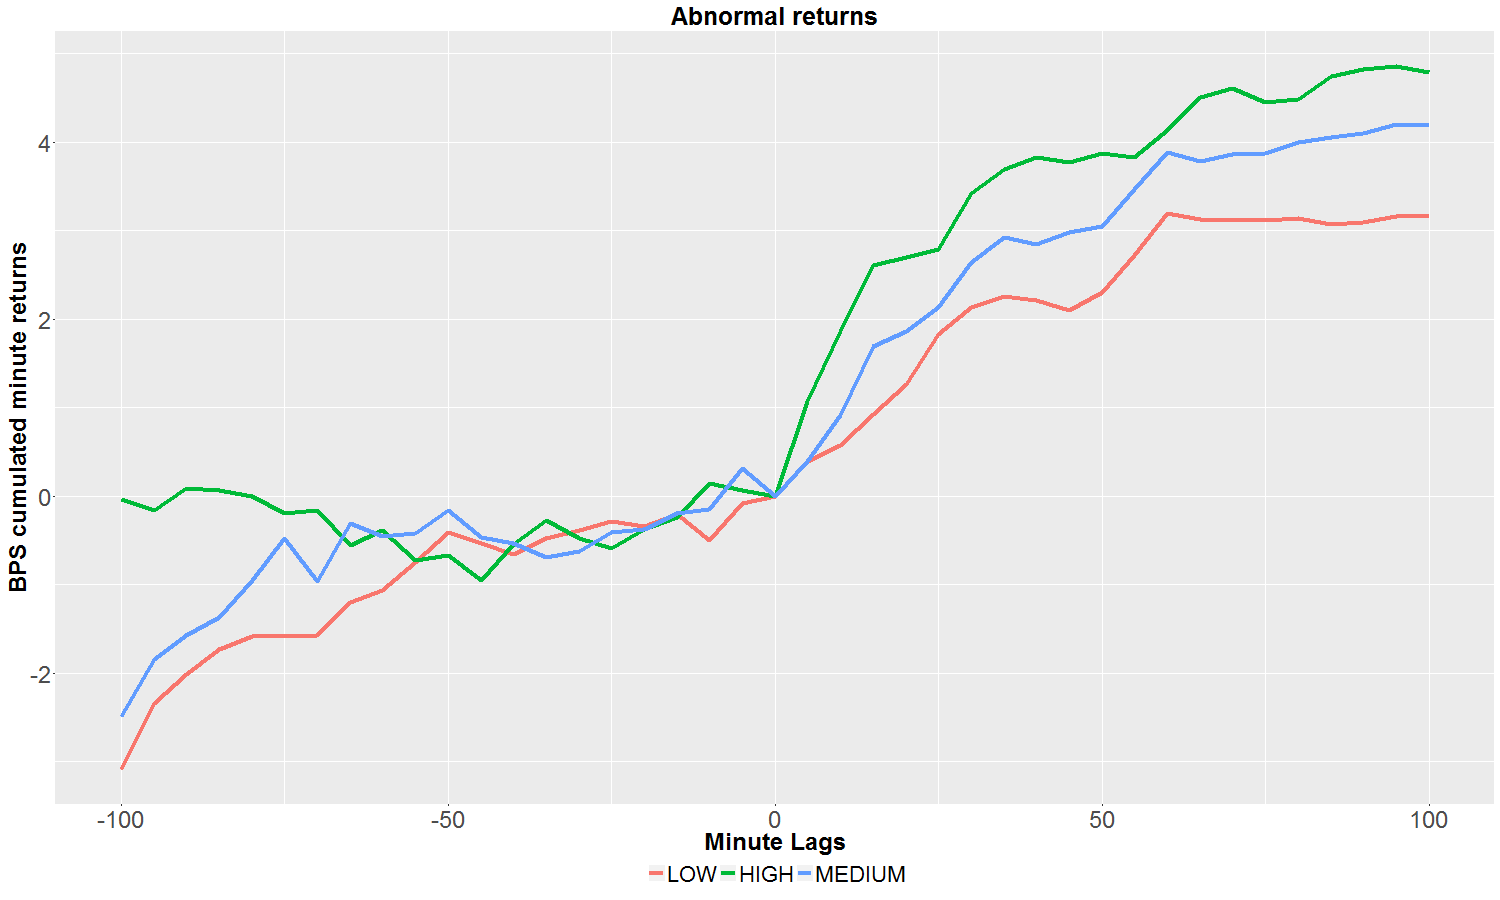 Abnormal returns
BPS cumulated minute returns
4
2
0
-2
-100 -50 0 50 100
Minute Lags
LOW HIGH MEDIUM